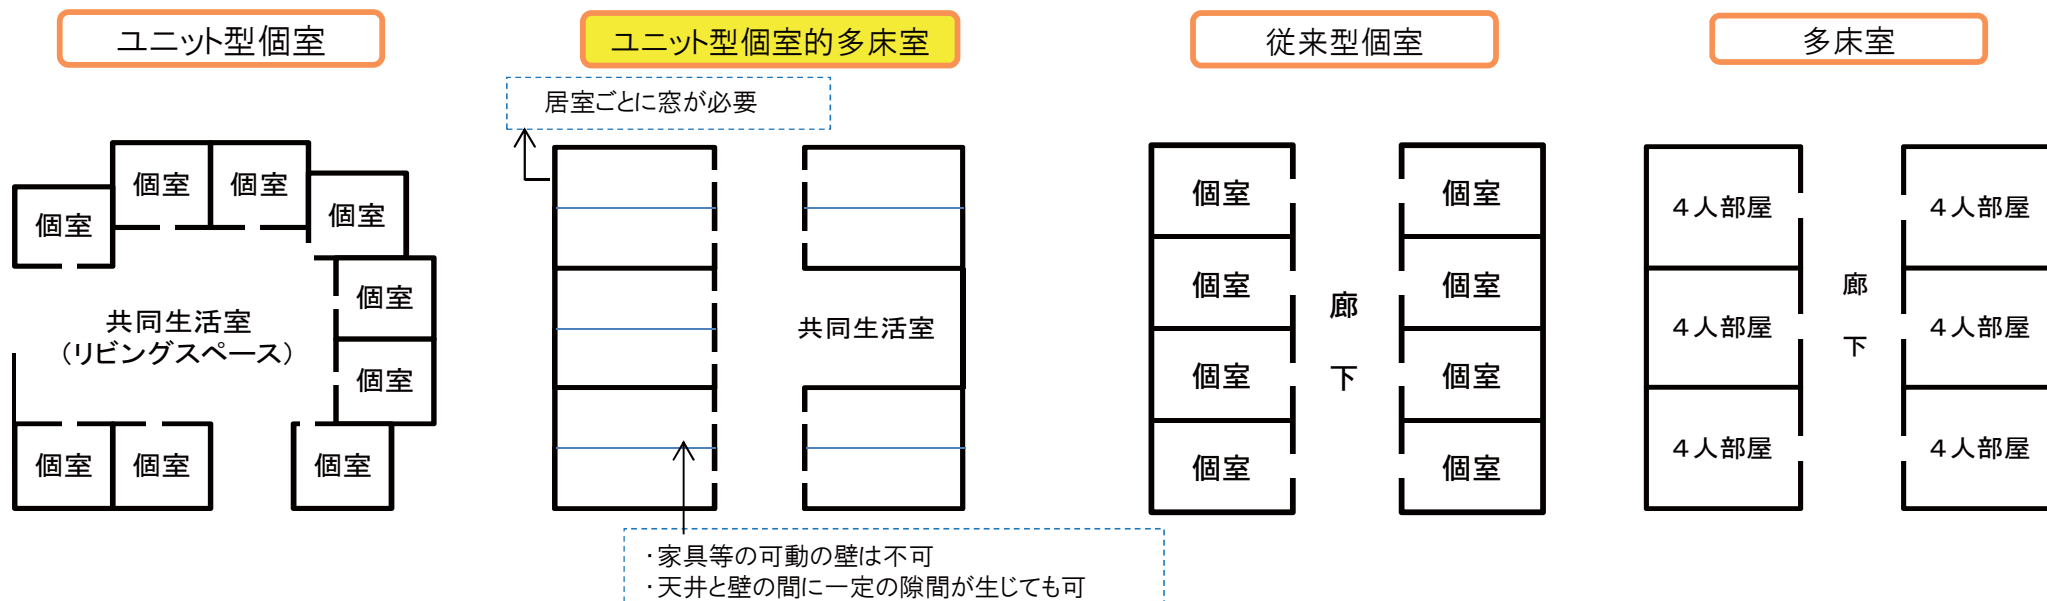 ユニット型個室
ユニット型個室的多床室
従来型個室
多床室
居室ごとに窓が必要
個室
個室
個室
個室
個室
個室
共同生活室
（リビングスペース）
個室
個室
個室
共同生活室
・家具等の可動の壁は不可
・天井と壁の間に一定の隙間が生じても可
個室
個室
個室
個室
廊
下
個室
個室
個室
個室
４人部屋
４人部屋
４人部屋
廊
下
４人部屋
４人部屋
４人部屋